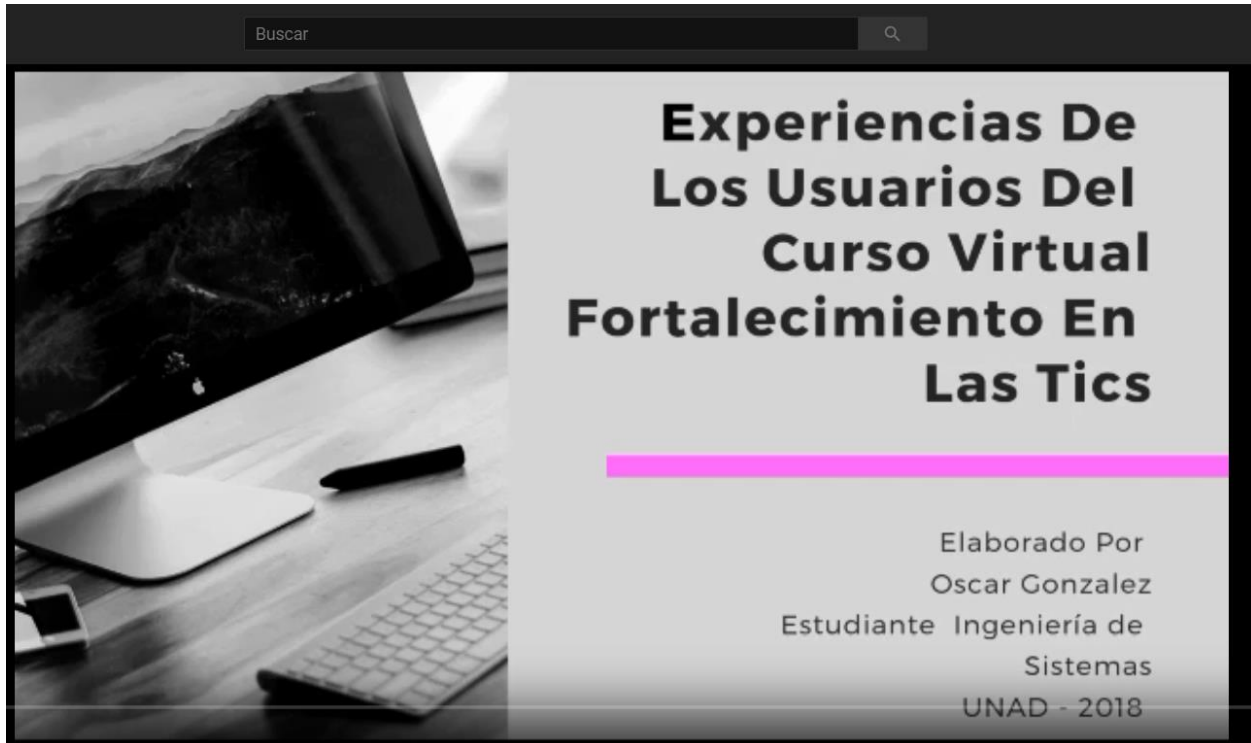 Buscar
Experiencias De
Los Usuarios Del
Curso Virtual
Fortalecimiento En
Las Tics
Elaborado Por
Oscar Gonzalez
Estudiante Ingeniería de
Sistemas
UNAD - 2018